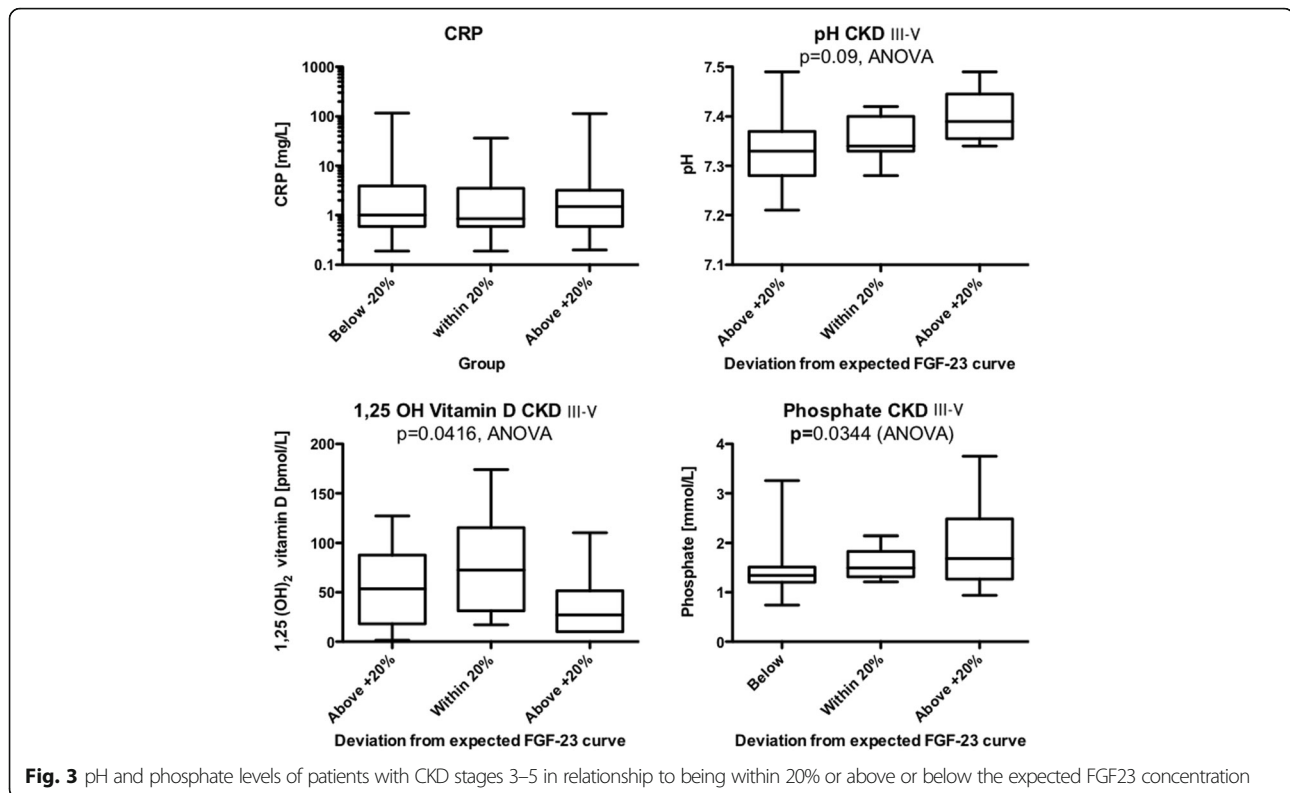 CRP
1000
100
10
1
0.1
CRP [mg/L]
Below -20%
within 20%
Above +20%
Group
pH CKD III-V
p=0.09, ANOVA
7.5
7.4
7.3
7.2
7.1
pH
Above +20%
Within 20%
Above +20%
Deviation from expected FGF-23 curve
1,25 OH Vitamin D CKD III-V
p=0.0416, ANOVA
200
150
100
50
0
1,25 (OH)2 vitamin D [pmol/L]
Above +20%
Within 20%
Above +20%
Deviation from expected FGF-23 curve
Phosphate CKD III-V
p=0.0344 (ANOVA)
4
3
2
1
0
Phosphate [mmol/L]
Below
Within 20%
Above +20%
Deviation from expected FGF-23 curve
Fig. 3 pH and phosphate levels of patients with CKD stages 3–5 in relationship to being within 20% or above or below the expected FGF23 concentration